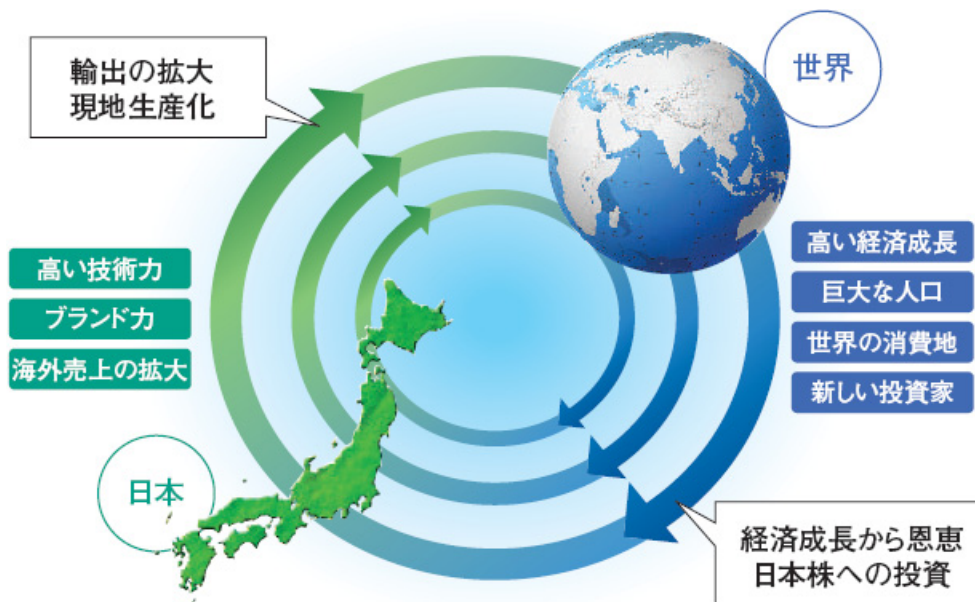 輸出の拡大
現地生産化
世界
高い技術力
ブランド力
海外売上の拡大
高い経済成長
巨大な人口
世界の消費地
新しい投資家
日本
経済成長から恩恵
日本株への投資